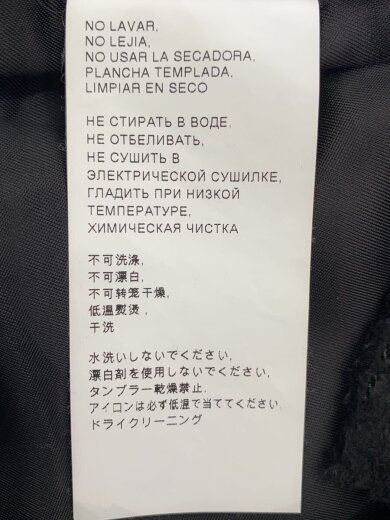 NO LAVAR,
NO LEJIA,
NO USAR LA SECADORA,
PLANCHA TEMPLADA,
LIMPIAR EN SECO
НЕ СТИРАТЬ В ВОДЕ,
НЕ ОТБЕЛИВАТЬ,
НЕ СУШИТЬ В
ЭЛЕКТРИЧЕСКОЙ СУШИЛКЕ,
ГЛАДИТЬ ПРИ НИЗКОЙ
ТЕМПЕРАТУРЕ,
ХИМИЧЕСКАЯ ЧИСТКА
不可洗涤,
不可漂白,
不可转笼干燥,
低温熨烫,
干洗
水洗いしないでください,
漂白剤を使用しないでください,
タンブラー乾燥禁止,
アイロンは必ず低温で当ててください,
ドライクリーニング